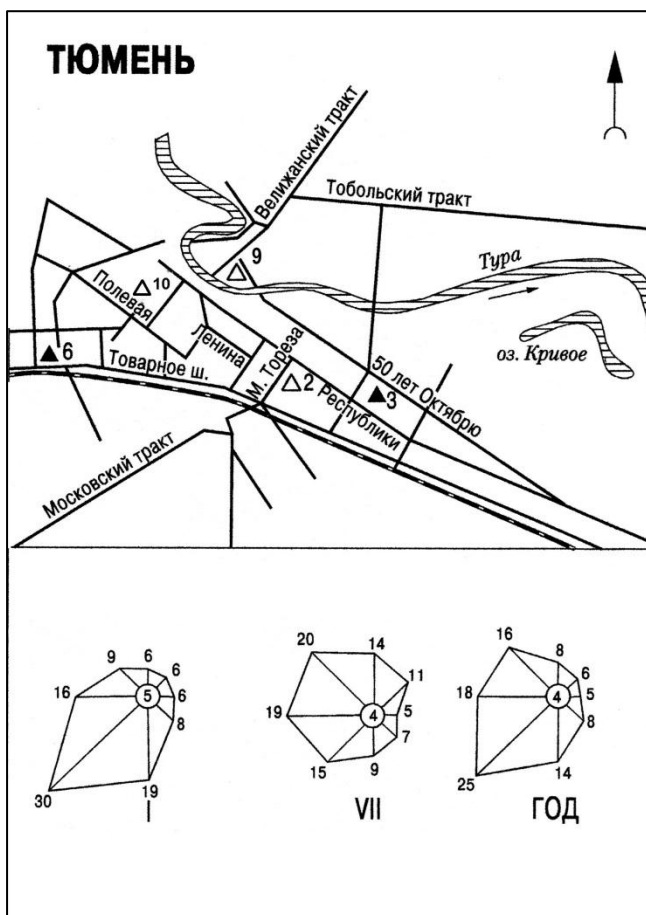 ТЮМЕНЬ
Велижанский тракт
Тобольский тракт
9
Тура
10
Полевая
оз. Кривое
6
Товарное ш.
Ленина
М. Тореза
2
3
50 лет Октябрю
Республики
Московский тракт
9 6 6 6 8 19 30 16 5
I
20 14 11 5 7 9 15 19 4
VII
16 8 6 5 8 14 25 18 4
ГОД